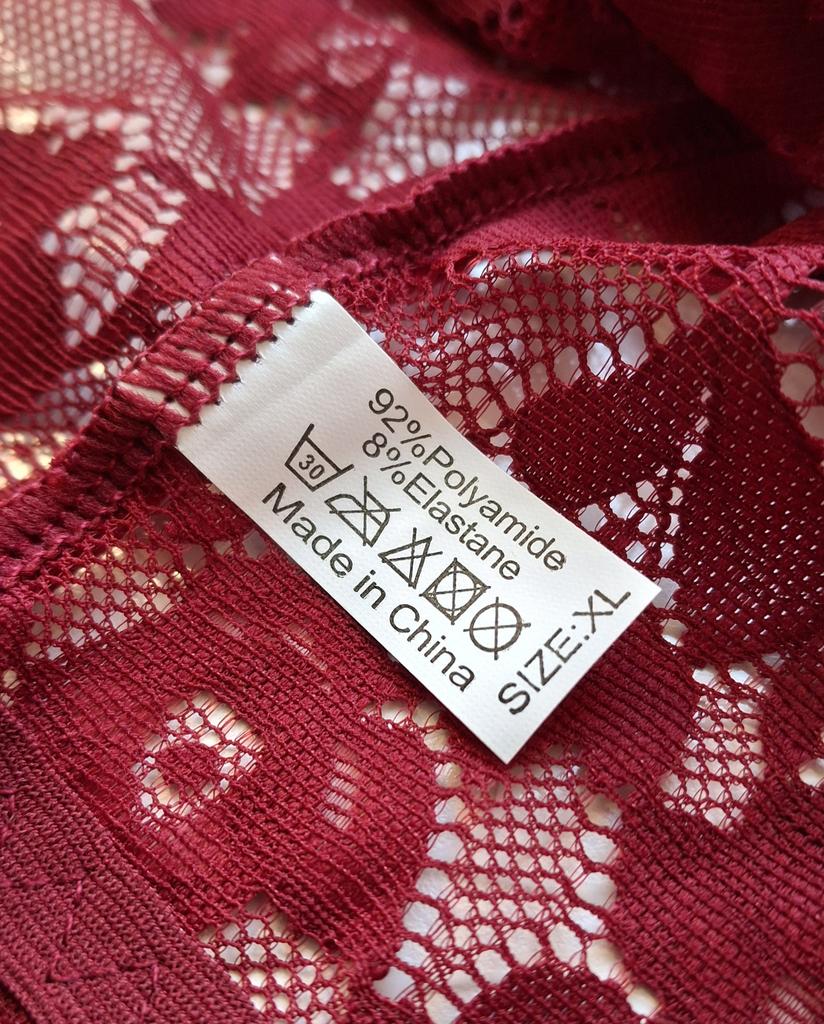 92%Polyamide
8%Elastane
30
Made in China
SIZE:XL